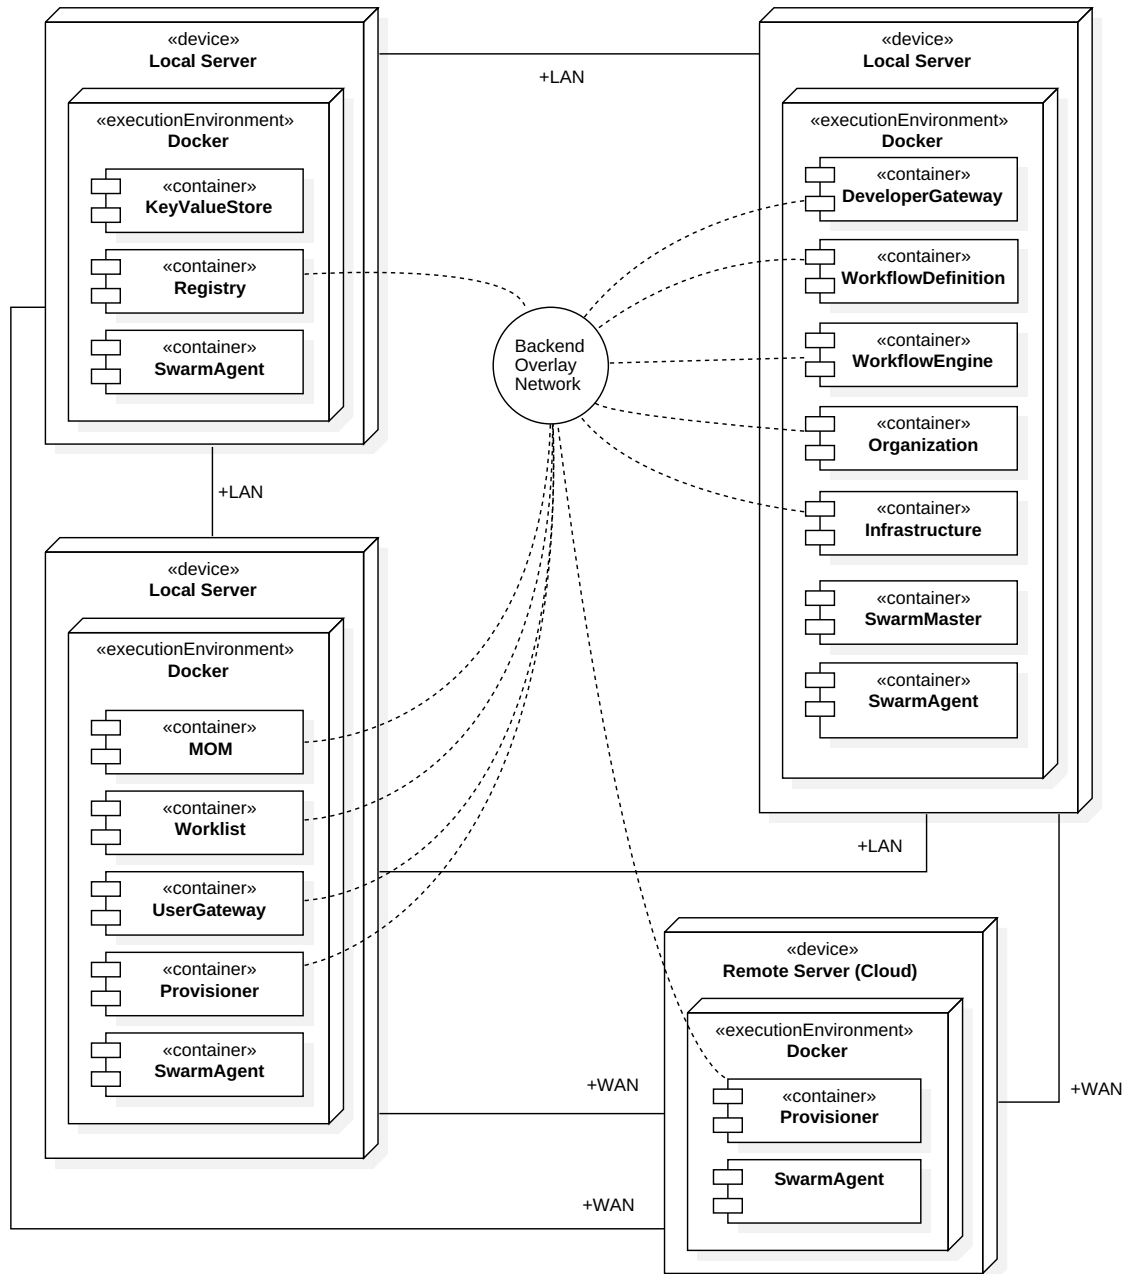 «device»
Local Server
«executionEnvironment»
Docker
«container»
KeyValueStore
«container»
Registry
«container»
SwarmAgent
+LAN
«device»
Local Server
«executionEnvironment»
Docker
«container»
DeveloperGateway
«container»
WorkflowDefinition
«container»
WorkflowEngine
«container»
Organization
«container»
Infrastructure
«container»
SwarmMaster
«container»
SwarmAgent
Backend
Overlay
Network
+LAN
«device»
Local Server
«executionEnvironment»
Docker
«container»
MOM
«container»
Worklist
«container»
UserGateway
«container»
Provisioner
«container»
SwarmAgent
+LAN
«device»
Remote Server (Cloud)
«executionEnvironment»
Docker
«container»
Provisioner
SwarmAgent
+WAN
+WAN
+WAN